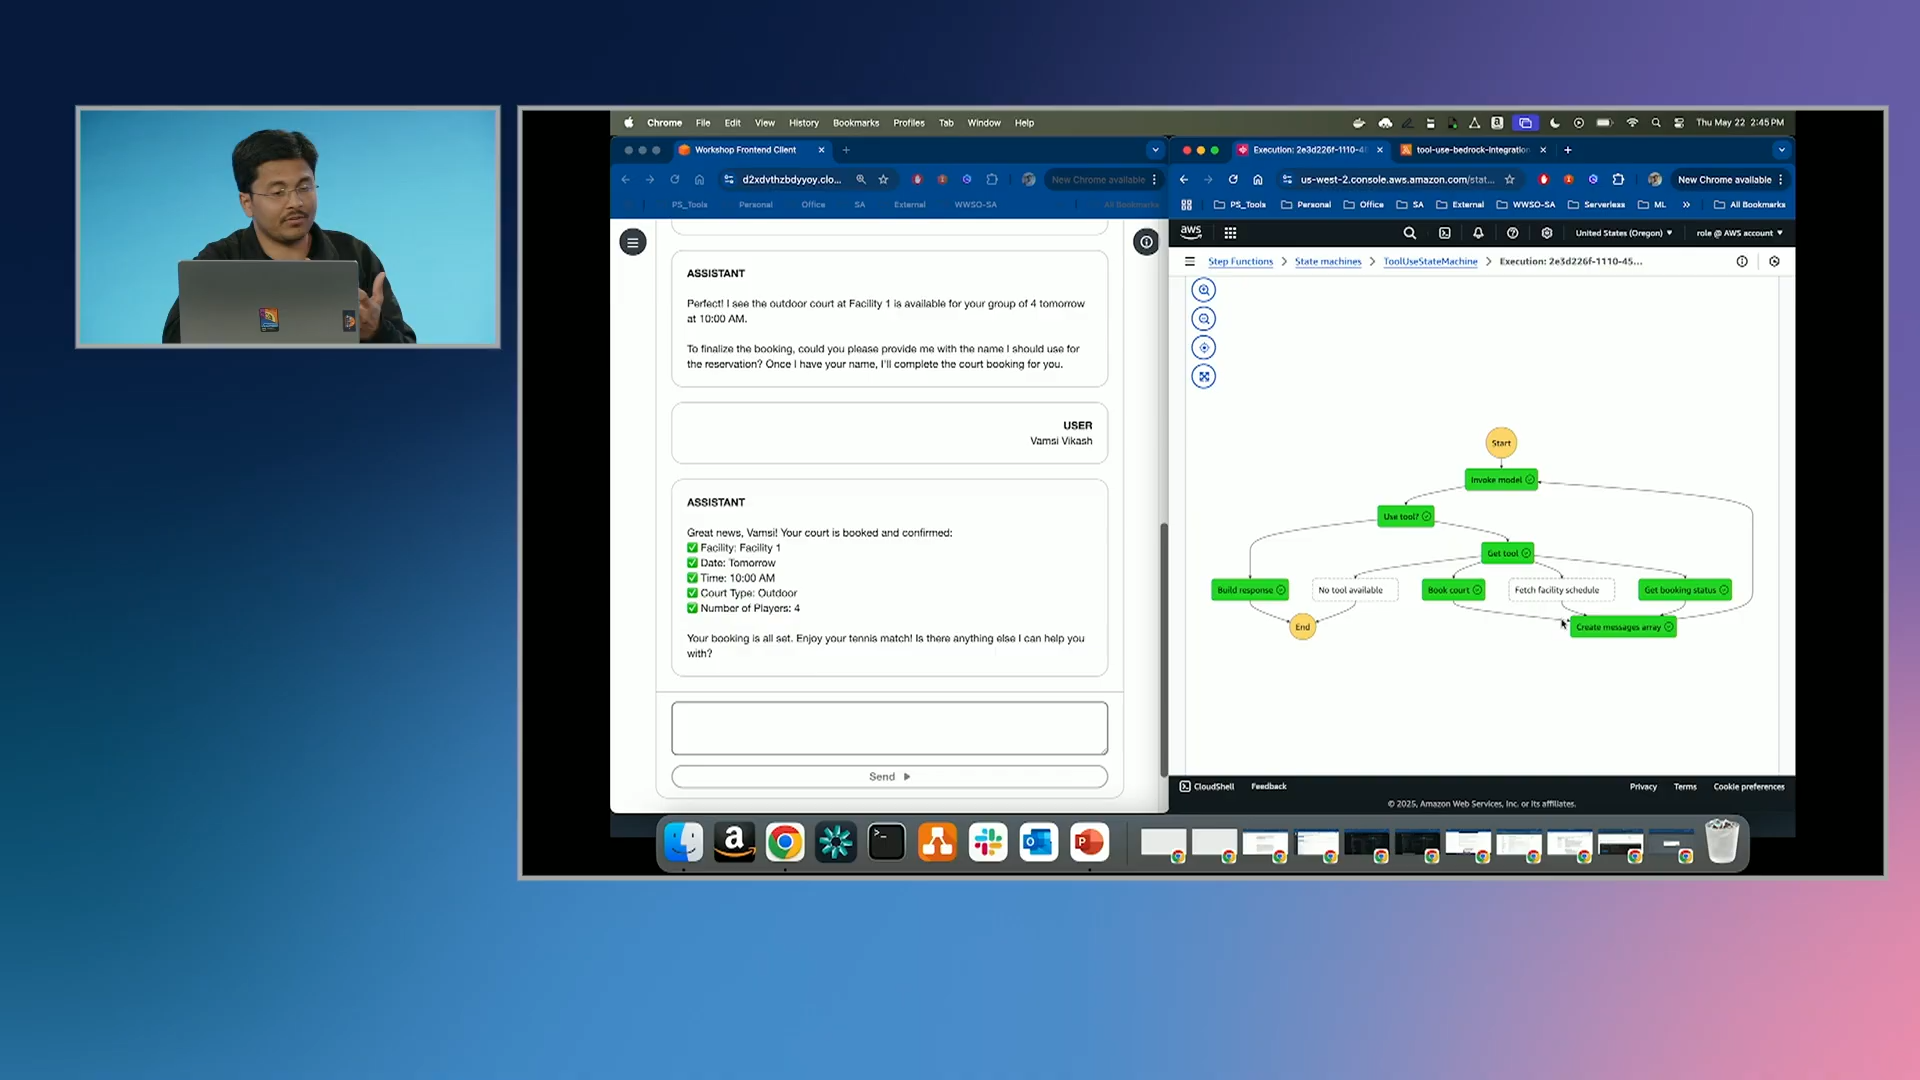 Chrome File Edit View History Bookmarks Profiles Tab Window Help
Thu May 22 2:45 PM
Workshop Frontend Client
d2xdvthzbdyyoy.clo...
New Chrome available
PS_Tools Personal Office SA External WWSO-SA All Bookmarks
ASSISTANT
Perfect! I see the outdoor court at Facility 1 is available for your group of 4 tomorrow
at 10:00 AM.
To finalize the booking, could you please provide me with the name I should use for
the reservation? Once I have your name, I'll complete the court booking for you.
USER
Vamsi Vikash
ASSISTANT
Great news, Vamsi! Your court is booked and confirmed:
✅ Facility: Facility 1
✅ Date: Tomorrow
✅ Time: 10:00 AM
✅ Court Type: Outdoor
✅ Number of Players: 4
Your booking is all set. Enjoy your tennis match! Is there anything else I can help you
with?
Send
Execution: 2e3d226f-1110-4
tool-use-bedrock-integration
us-west-2.console.aws.amazon.com/stat...
New Chrome available
PS_Tools Personal Office SA External WWSO-SA Serverless ML » All Bookmarks
aws
United States (Oregon)
role @ AWS account
Step Functions > State machines > ToolUseStateMachine > Execution: 2e3d226f-1110-45...
Start
Invoke model
Use tool?
Get tool
Build response
No tool available
Book court
Fetch facility schedule
Get booking status
End
Create messages array
CloudShell Feedback
Privacy Terms Cookie preferences
© 2025, Amazon Web Services, Inc. or its affiliates.